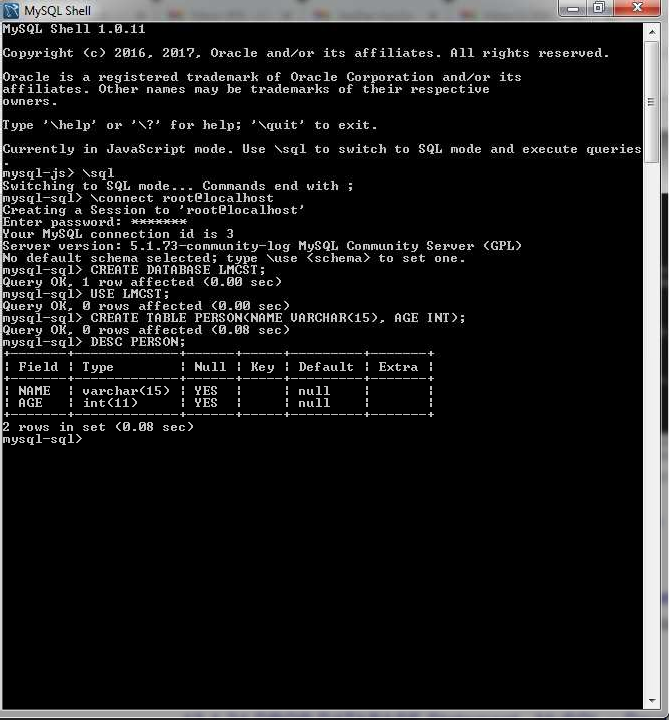 MySQL Shell
MySQL Shell 1.0.11
Copyright (c) 2016, 2017, Oracle and/or its affiliates. All rights reserved.
Oracle is a registered trademark of Oracle Corporation and/or its
affiliates. Other names may be trademarks of their respective
owners.
Type '\help' or '\?' for help; '\quit' to exit.
Currently in JavaScript mode. Use \sql to switch to SQL mode and execute queries
.
mysql-js> \sql
Switching to SQL mode... Commands end with ;
mysql-sql> \connect root@localhost
Creating a Session to 'root@localhost'
Enter password: *******
Your MySQL connection id is 3
Server version: 5.1.73-community-log MySQL Community Server (GPL)
No default schema selected; type \use <schema> to set one.
mysql-sql> CREATE DATABASE LMCST;
Query OK, 1 row affected (0.00 sec)
mysql-sql> USE LMCST;
Query OK, 0 rows affected (0.00 sec)
mysql-sql> CREATE TABLE PERSON(NAME VARCHAR(15), AGE INT);
Query OK, 0 rows affected (0.08 sec)
mysql-sql> DESC PERSON;
+-------+-------------+------+-----+---------+-------+
| Field | Type | Null | Key | Default | Extra |
+-------+-------------+------+-----+---------+-------+
| NAME | varchar(15) | YES | | null | |
| AGE | int(11) | YES | | null | |
+-------+-------------+------+-----+---------+-------+
2 rows in set (0.08 sec)
mysql-sql>